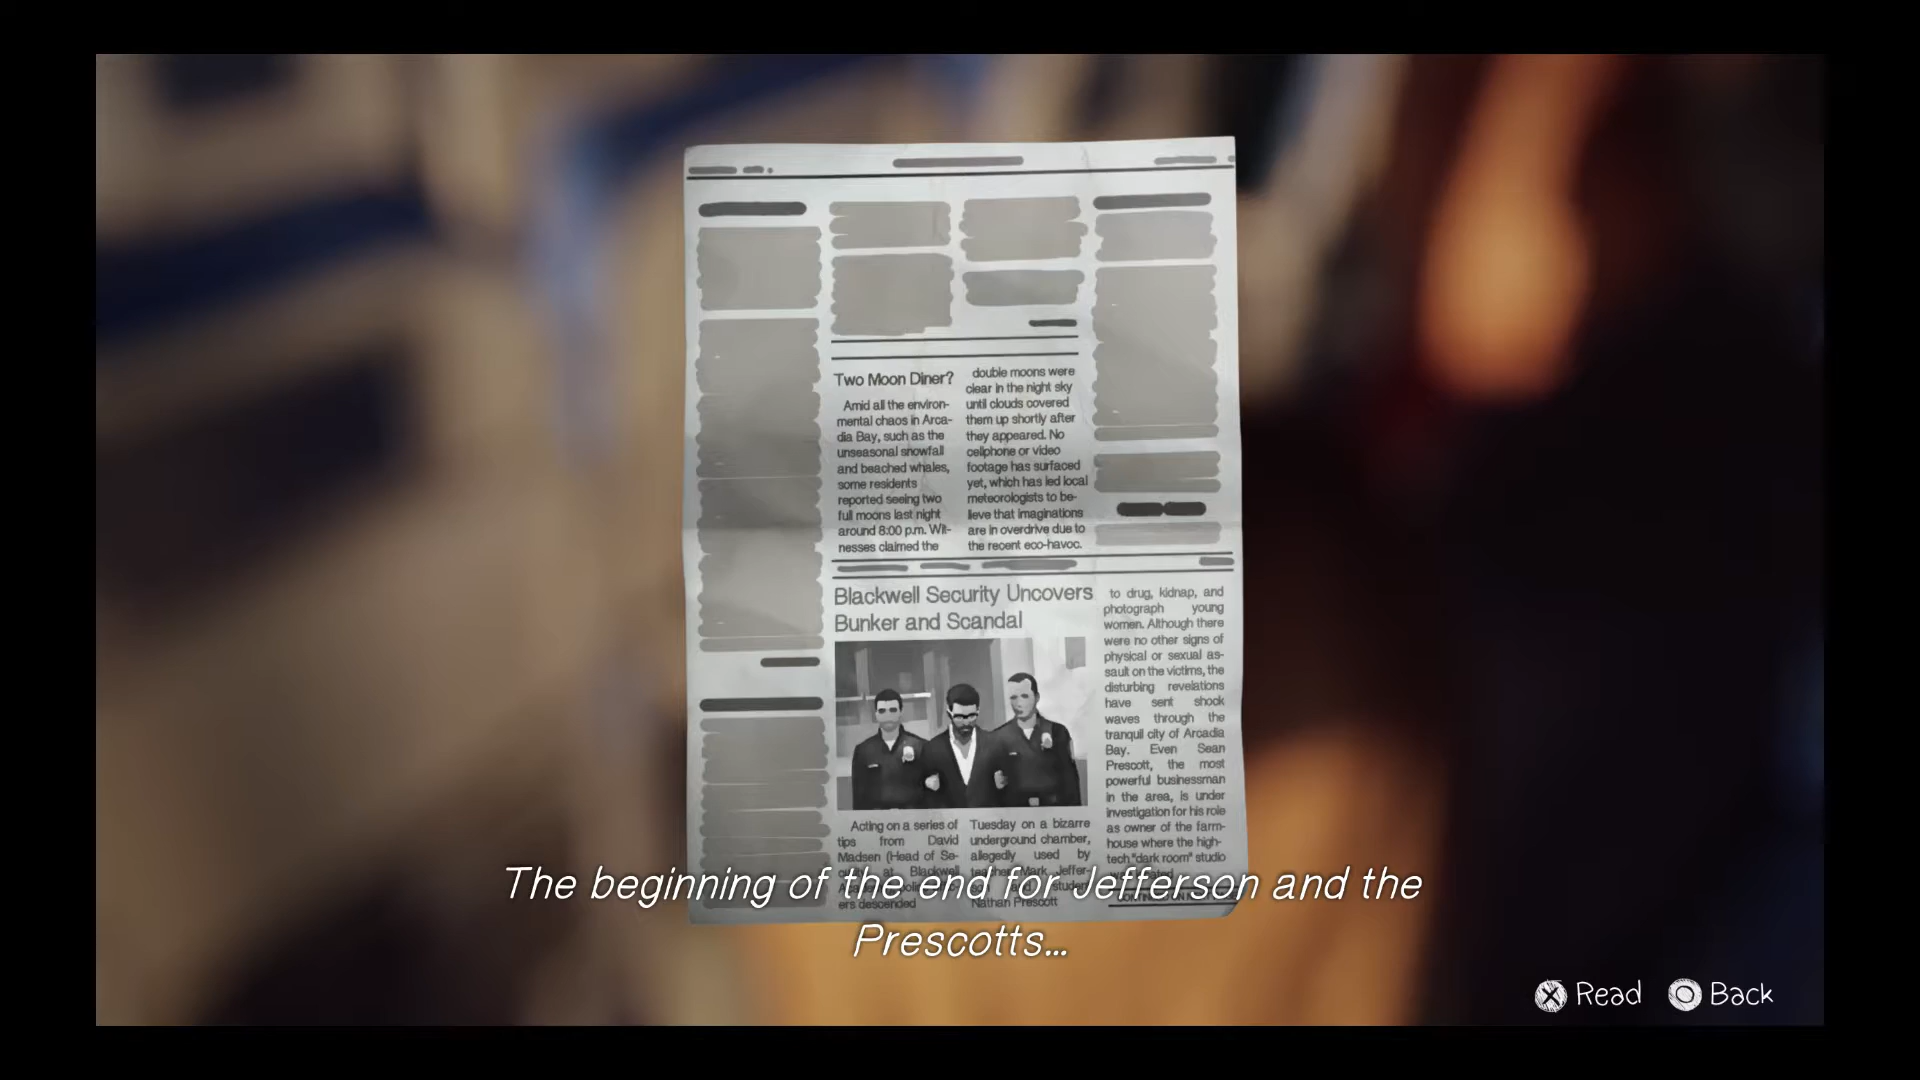 Two Moon Diner?
Amid all the environ-
mental chaos in Arca-
dia Bay, such as the
unseasonal snowfall
and beached whales,
some residents
reported seeing two
full moons last night
around 8:00 p.m. Wit-
nesses claimed the
double moons were
clear in the night sky
until clouds covered
them up shortly after
they appeared. No
cellphone or video
footage has surfaced
yet, which has led local
meteorologists to be-
lieve that imaginations
are in overdrive due to
the recent eco-havoc.
Blackwell Security Uncovers
Bunker and Scandal
Acting on a series of
tips from David
Madsen (Head of Se-
at Blackwell
ers descended
Tuesday on a bizarre
underground chamber,
allegedly used by
teacher Mark Jeffer-
student
Nathan Prescott
to drug, kidnap, and
photograph young
women. Although there
were no other signs of
physical or sexual as-
sault on the victims, the
disturbing revelations
have sent shock
waves through the
tranquil city of Arcadia
Bay. Even Sean
Prescott, the most
powerful businessman
in the area, is under
investigation for his role
as owner of the farm-
house where the high-
tech "dark room" studio
The beginning of the end for Jefferson and the
Prescotts...
Read Back